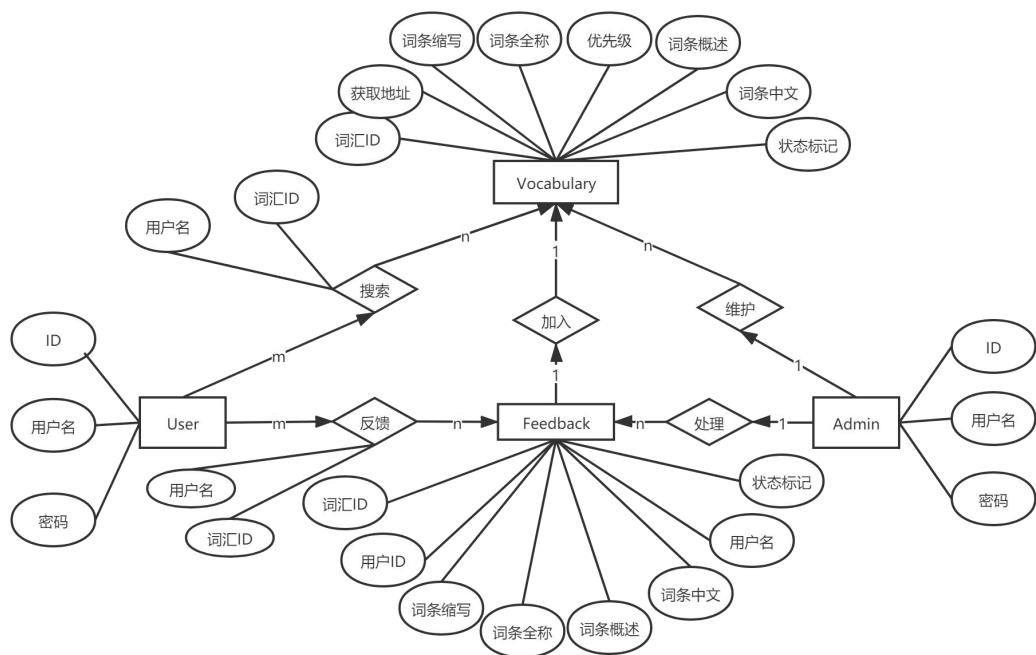 词条缩写
词条全称
优先级
词条概述
获取地址
词条中文
词汇ID
状态标记
Vocabulary
词汇ID
用户名
n
1
n
搜索
加入
维护
ID
m
1
1
ID
用户名
User
m
反馈
n
Feedback
n
处理
1
Admin
用户名
用户名
词汇ID
状态标记
密码
词汇ID
用户ID
用户名
密码
词条缩写
词条全称
词条概述
词条中文